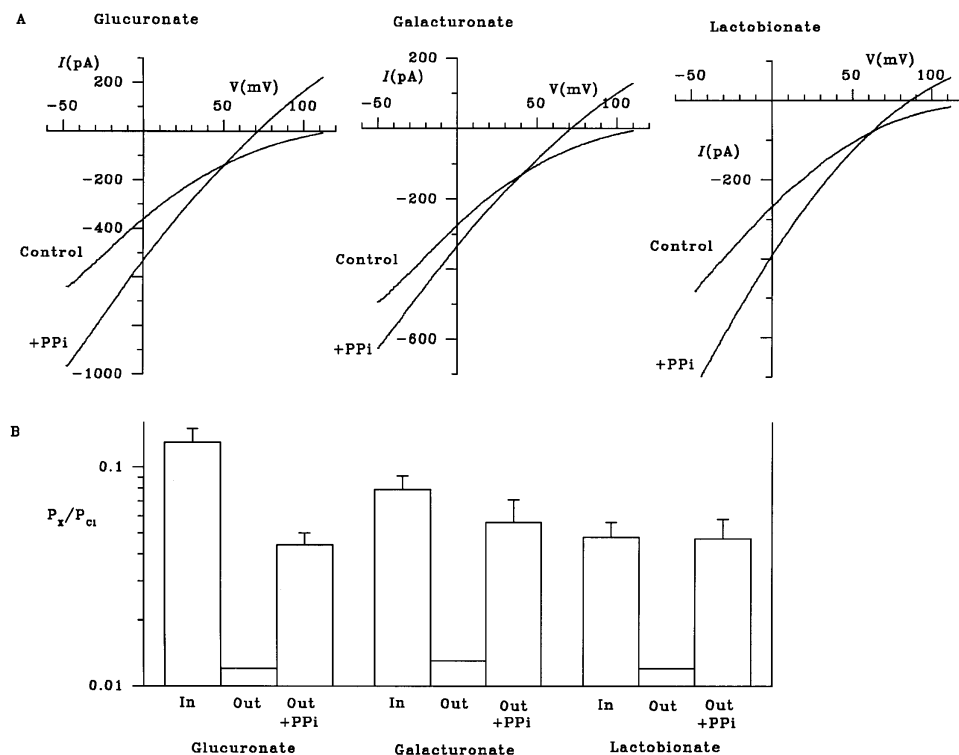 A
Glucuronate
Galacturonate
Lactobionate
I(pA)
200
-50
V(mV)
50
100
-200
-400
Control
-600
+PPi
-1000
200
I(pA)
V(mV)
-60
50
100
-200
Control
+PPi
-600
V(mV)
-50
50
100
I(pA)
-200
Control
+PPi
B
0.1
Px/PCl
0.01
In
Out
Out
+PPi
In
Out
Out
+PPi
In
Out
Out
+PPi
Glucuronate
Galacturonate
Lactobionate